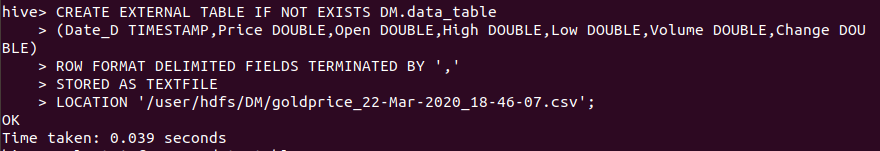 hive> CREATE EXTERNAL TABLE IF NOT EXISTS DM.data_table
    > (Date_D TIMESTAMP,Price DOUBLE,Open DOUBLE,High DOUBLE,Low DOUBLE,Volume DOUBLE,Change DOU
BLE)
    > ROW FORMAT DELIMITED FIELDS TERMINATED BY ','
    > STORED AS TEXTFILE
    > LOCATION '/user/hdfs/DM/goldprice_22-Mar-2020_18-46-07.csv';
OK
Time taken: 0.039 seconds